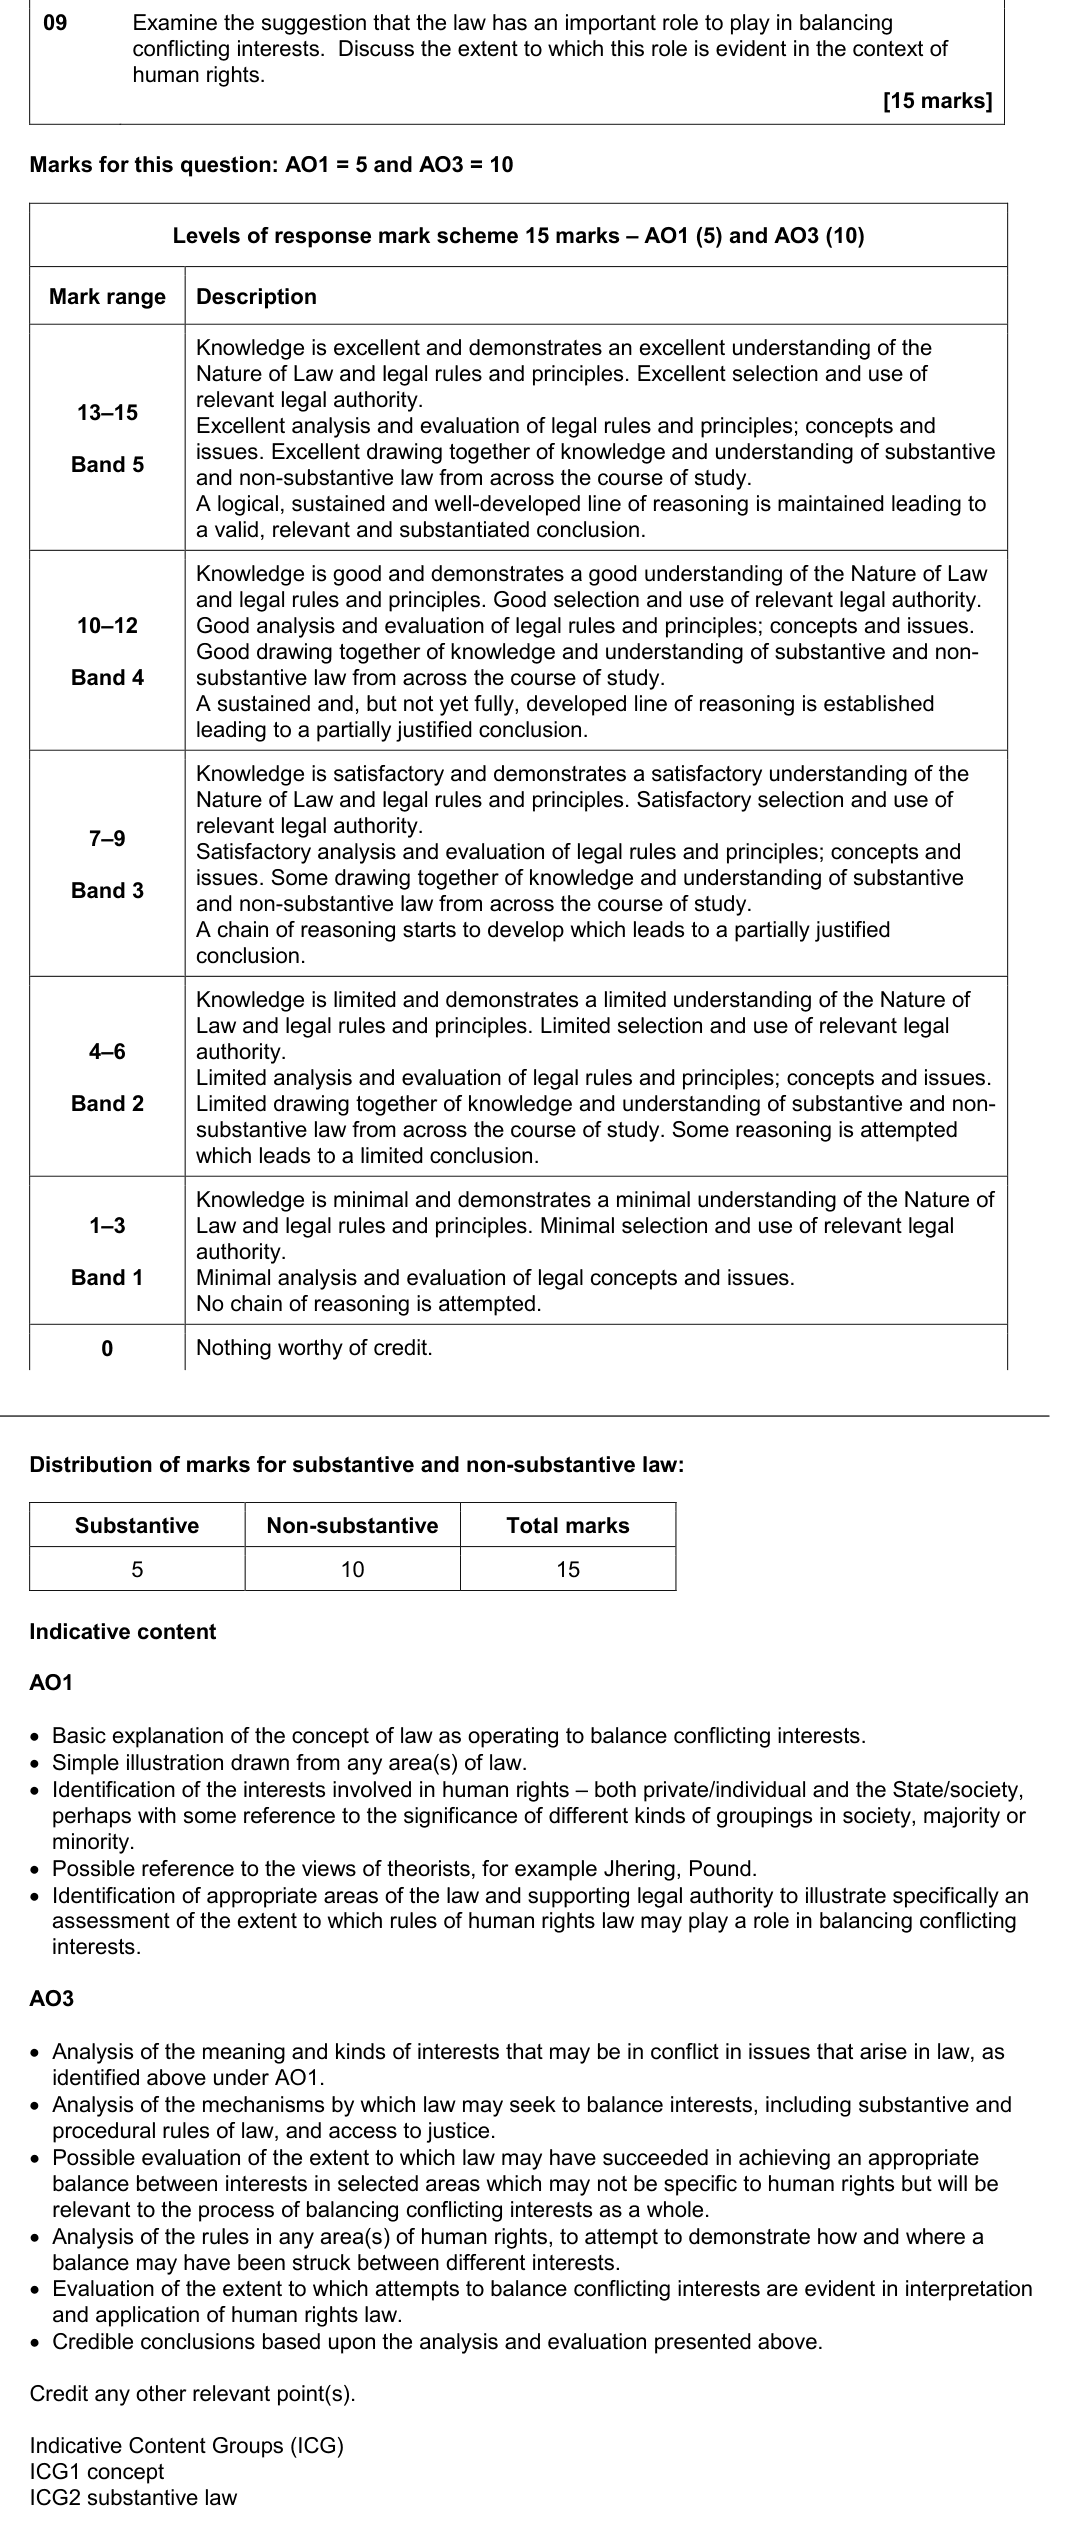 09 Examine the suggestion that the law has an important role to play in balancing
conflicting interests.  Discuss the extent to which this role is evident in the context of
human rights.
[15 marks]
Marks for this question: AO1 = 5 and AO3 = 10
Levels of response mark scheme 15 marks – AO1 (5) and AO3 (10)
Mark range Description
13–15
Band 5
Knowledge is excellent and demonstrates an excellent understanding of the
Nature of Law and legal rules and principles. Excellent selection and use of
relevant legal authority.
Excellent analysis and evaluation of legal rules and principles; concepts and
issues. Excellent drawing together of knowledge and understanding of substantive
and non-substantive law from across the course of study.
A logical, sustained and well-developed line of reasoning is maintained leading to
a valid, relevant and substantiated conclusion.
10–12
Band 4
Knowledge is good and demonstrates a good understanding of the Nature of Law
and legal rules and principles. Good selection and use of relevant legal authority.
Good analysis and evaluation of legal rules and principles; concepts and issues.
Good drawing together of knowledge and understanding of substantive and non-
substantive law from across the course of study.
A sustained and, but not yet fully, developed line of reasoning is established
leading to a partially justified conclusion.
7–9
Band 3
Knowledge is satisfactory and demonstrates a satisfactory understanding of the
Nature of Law and legal rules and principles. Satisfactory selection and use of
relevant legal authority.
Satisfactory analysis and evaluation of legal rules and principles; concepts and
issues. Some drawing together of knowledge and understanding of substantive
and non-substantive law from across the course of study.
A chain of reasoning starts to develop which leads to a partially justified
conclusion.
4–6
Band 2
Knowledge is limited and demonstrates a limited understanding of the Nature of
Law and legal rules and principles. Limited selection and use of relevant legal
authority.
Limited analysis and evaluation of legal rules and principles; concepts and issues.
Limited drawing together of knowledge and understanding of substantive and non-
substantive law from across the course of study. Some reasoning is attempted
which leads to a limited conclusion.
1–3
Band 1
Knowledge is minimal and demonstrates a minimal understanding of the Nature of
Law and legal rules and principles. Minimal selection and use of relevant legal
authority.
Minimal analysis and evaluation of legal concepts and issues.
No chain of reasoning is attempted.
0 Nothing worthy of credit.
Distribution of marks for substantive and non-substantive law:
Substantive Non-substantive Total marks
5 10 15
Indicative content
AO1
• Basic explanation of the concept of law as operating to balance conflicting interests.
• Simple illustration drawn from any area(s) of law.
• Identification of the interests involved in human rights – both private/individual and the State/society,
perhaps with some reference to the significance of different kinds of groupings in society, majority or
minority.
• Possible reference to the views of theorists, for example Jhering, Pound.
• Identification of appropriate areas of the law and supporting legal authority to illustrate specifically an
assessment of the extent to which rules of human rights law may play a role in balancing conflicting
interests.
AO3
• Analysis of the meaning and kinds of interests that may be in conflict in issues that arise in law, as
identified above under AO1.
• Analysis of the mechanisms by which law may seek to balance interests, including substantive and
procedural rules of law, and access to justice.
• Possible evaluation of the extent to which law may have succeeded in achieving an appropriate
balance between interests in selected areas which may not be specific to human rights but will be
relevant to the process of balancing conflicting interests as a whole.
• Analysis of the rules in any area(s) of human rights, to attempt to demonstrate how and where a
balance may have been struck between different interests.
• Evaluation of the extent to which attempts to balance conflicting interests are evident in interpretation
and application of human rights law.
• Credible conclusions based upon the analysis and evaluation presented above.
Credit any other relevant point(s).
Indicative Content Groups (ICG)
ICG1 concept
ICG2 substantive law